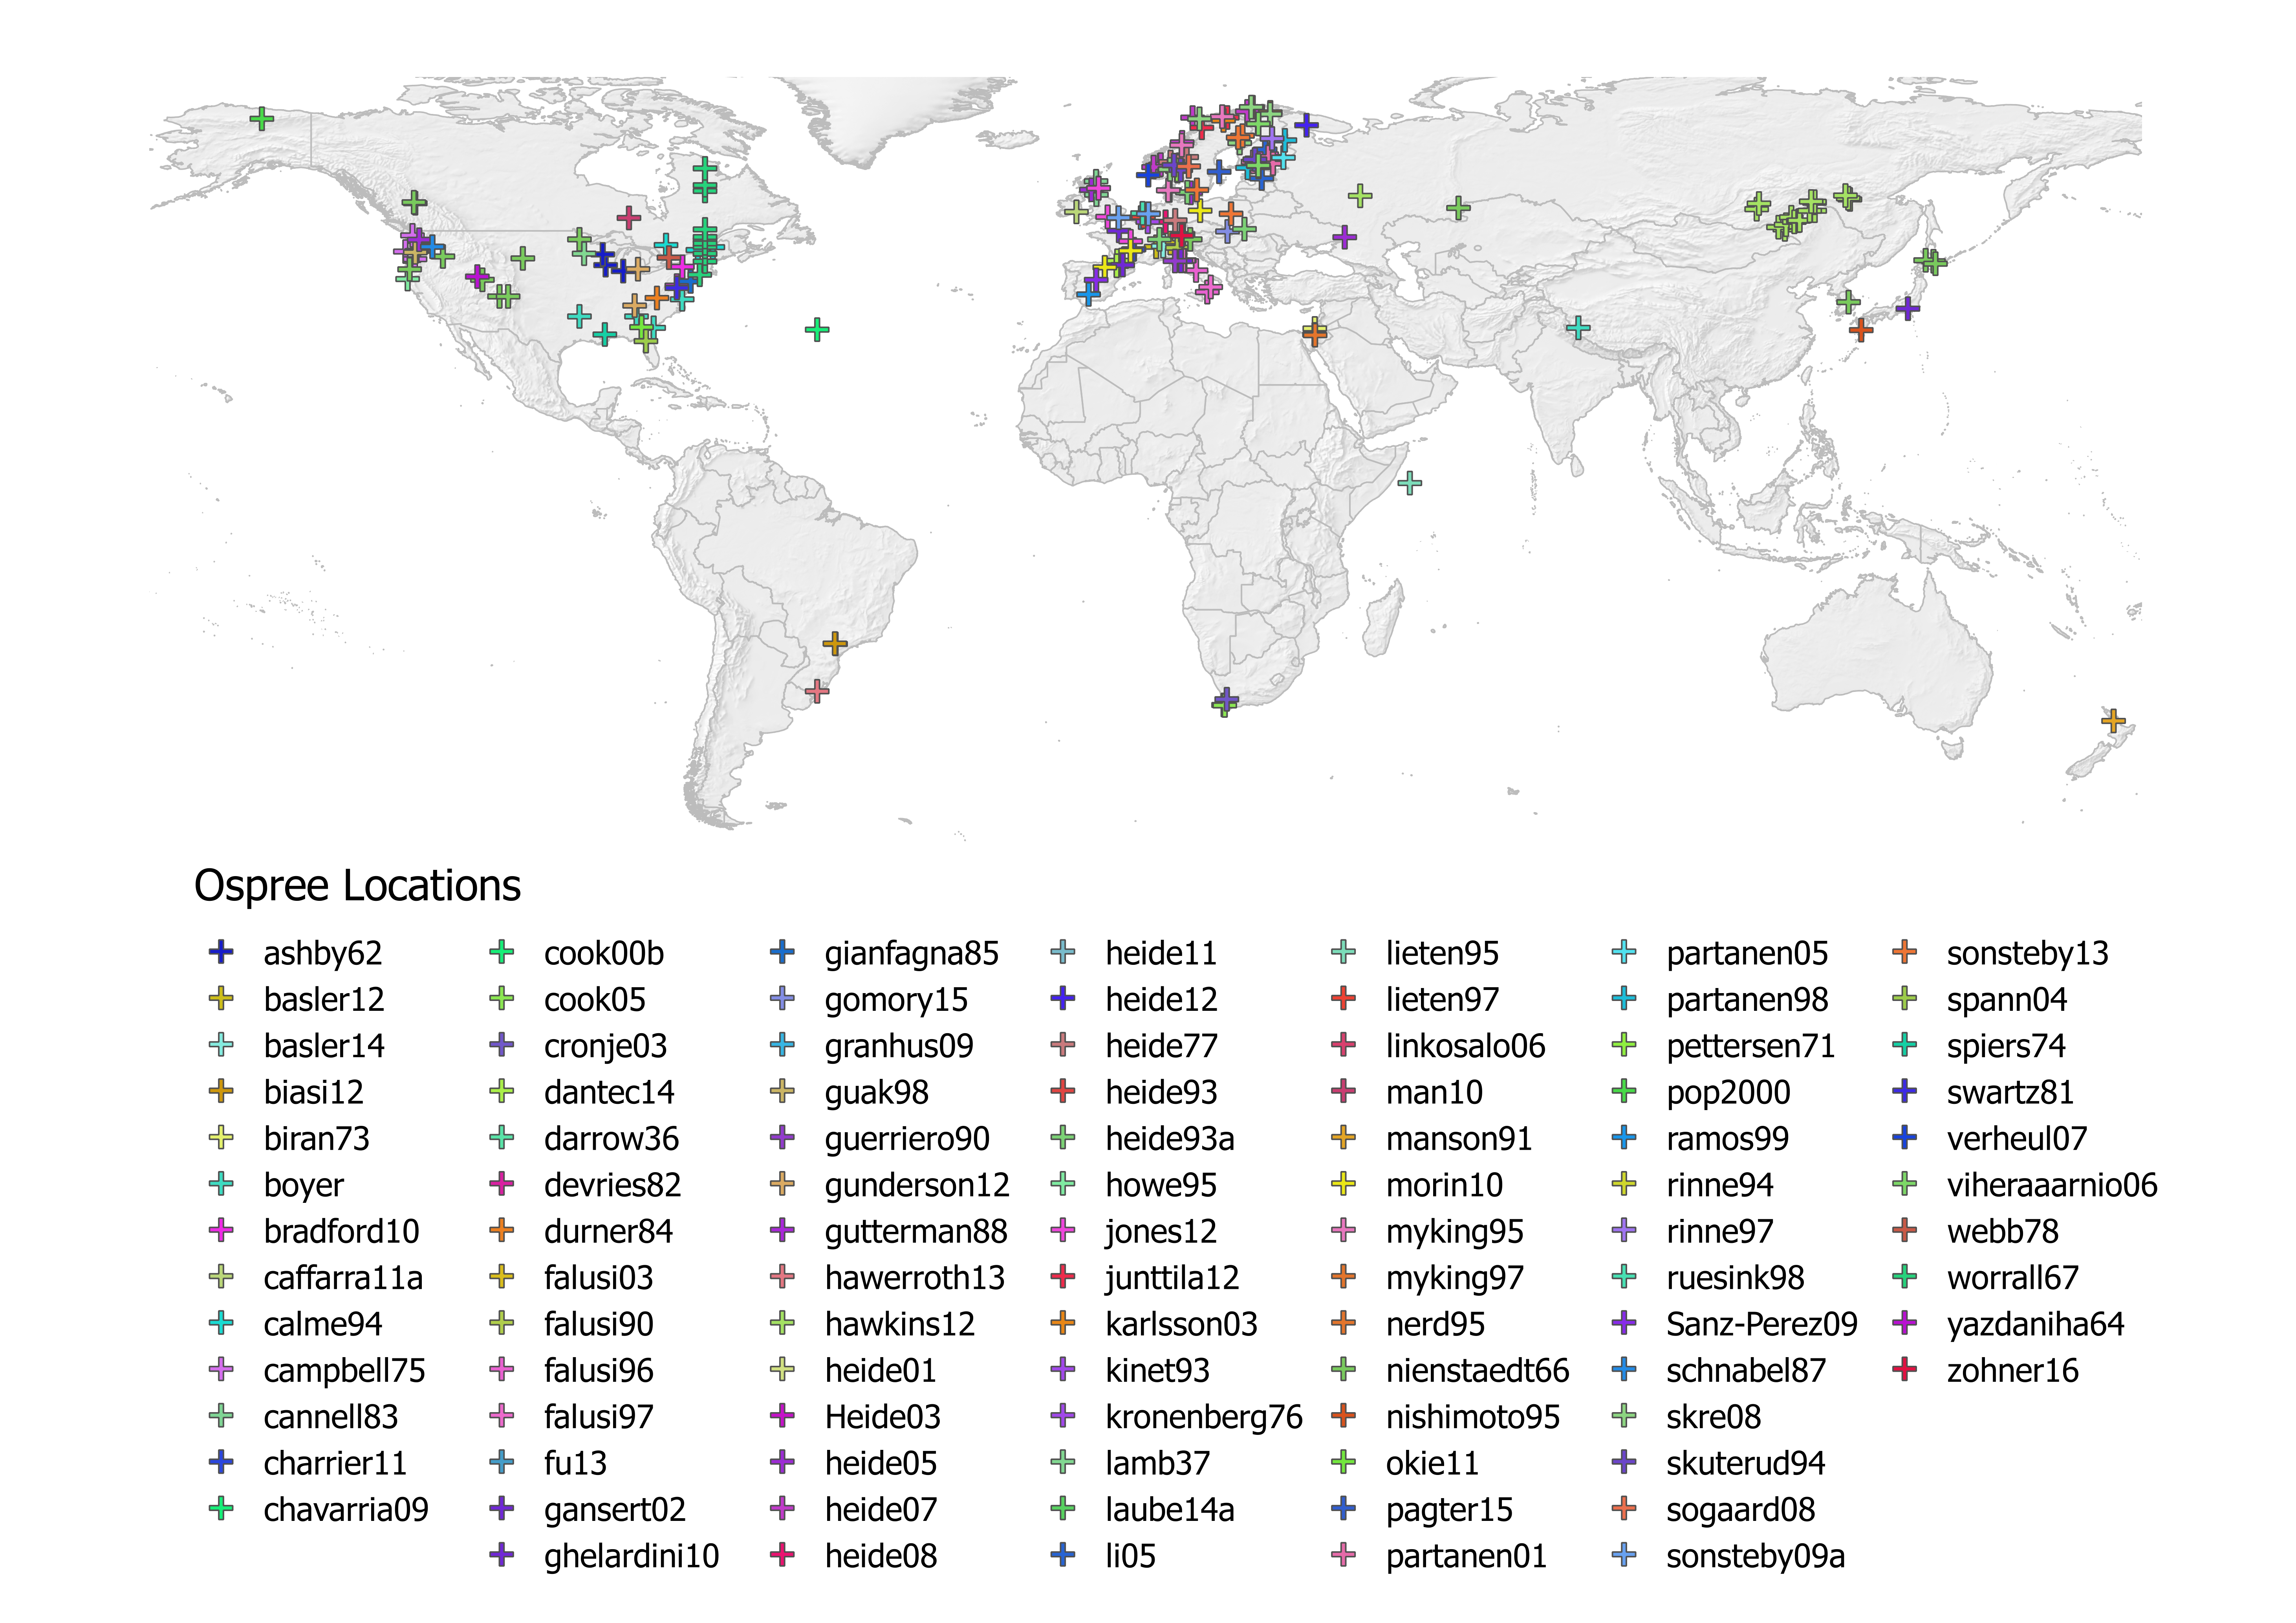 Ospree Locations
ashby62
basler12
basler14
biasi12
biran73
boyer
bradford10
caffarra11a
calme94
campbell75
cannell83
charrier11
chavarria09
cook00b
cook05
cronje03
dantec14
darrow36
devries82
durner84
falusi03
falusi90
falusi96
falusi97
fu13
gansert02
ghelardini10
gianfagna85
gomory15
granhus09
guak98
guerriero90
gunderson12
gutterman88
hawerroth13
hawkins12
heide01
Heide03
heide05
heide07
heide08
heide11
heide12
heide77
heide93
heide93a
howe95
jones12
junttila12
karlsson03
kinet93
kronenberg76
lamb37
laube14a
li05
lieten95
lieten97
linkosalo06
man10
manson91
morin10
myking95
myking97
nerd95
nienstaedt66
nishimoto95
okie11
pagter15
partanen01
partanen05
partanen98
pettersen71
pop2000
ramos99
rinne94
rinne97
ruesink98
Sanz-Perez09
schnabel87
skre08
skuterud94
sogaard08
sonsteby09a
sonsteby13
spann04
spiers74
swartz81
verheul07
viheraaarnio06
webb78
worrall67
yazdaniha64
zohner16